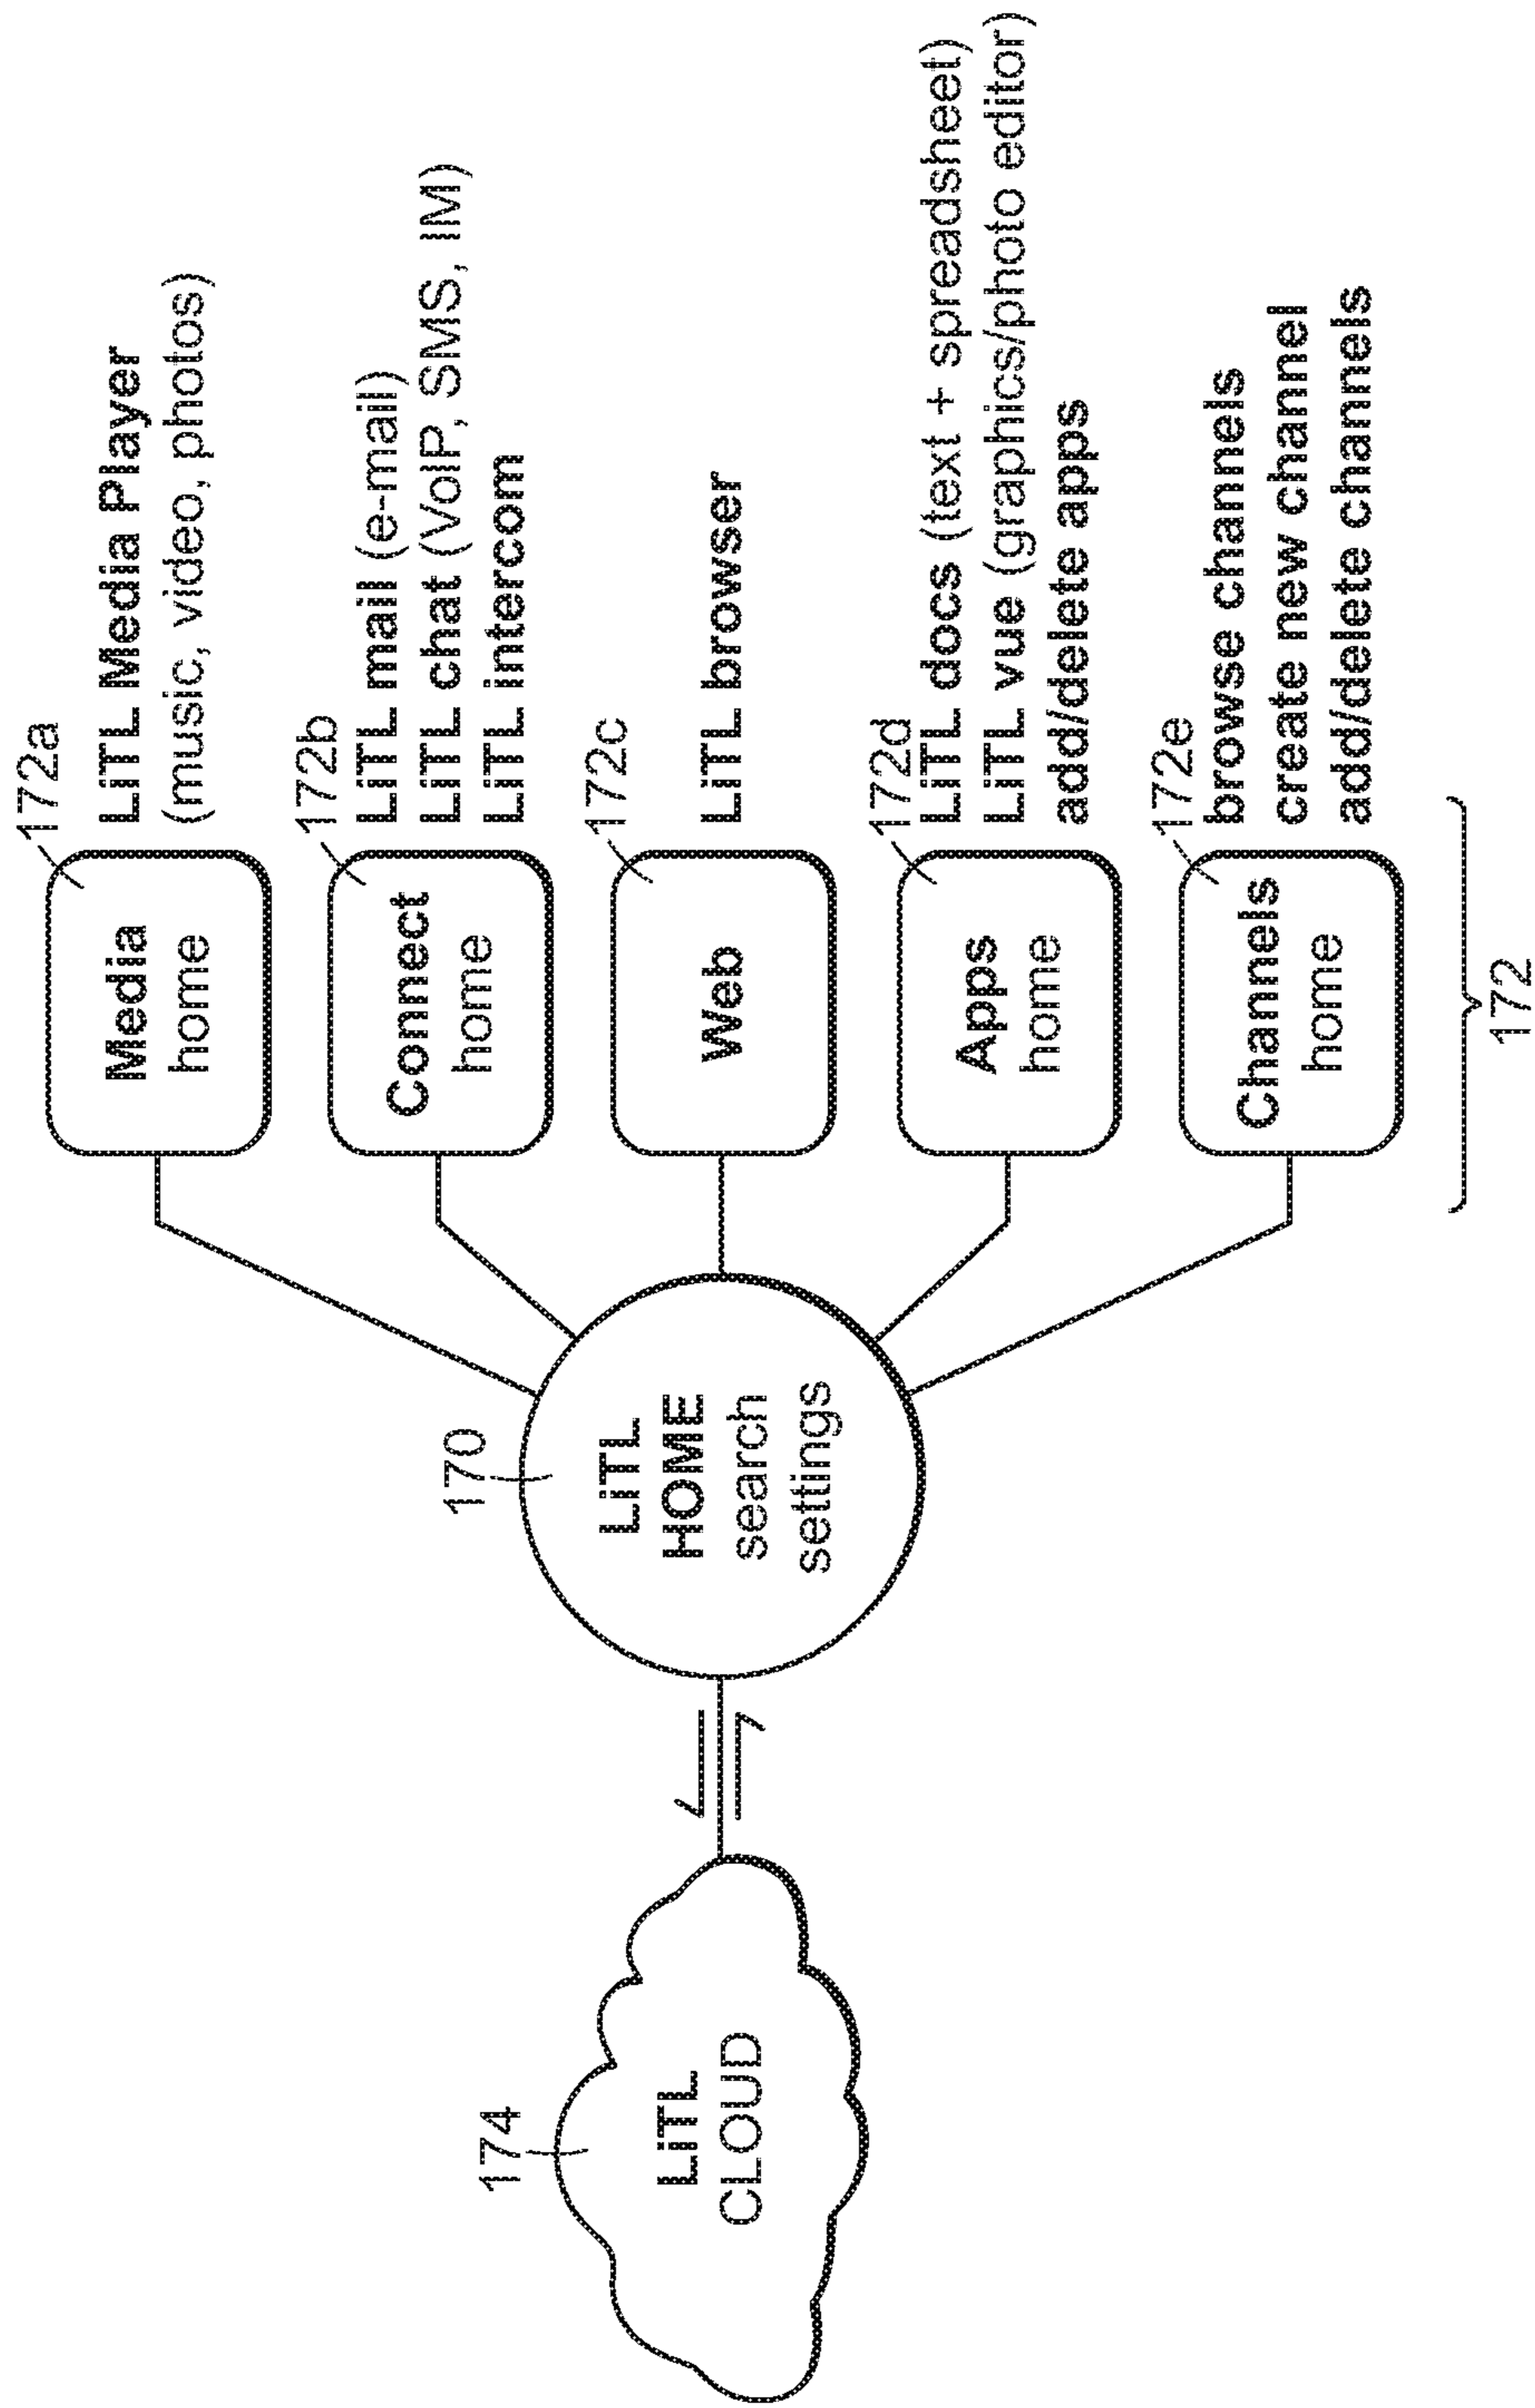 174
LiTL
CLOUD
170
LiTL
HOME
search
settings
172a
Media
home
LiTL Media Player
(music, video, photos)
172b
Connect
home
LiTL mail (e-mail)
LiTL chat (VoIP, SMS, IM)
LiTL intercom
172c
Web
LiTL browser
172d
Apps
home
LiTL docs (text + spreadsheet)
LiTL vue (graphics/photo editor)
add/delete apps
172e
Channels
home
browse channels
create new channel
add/delete channels
172